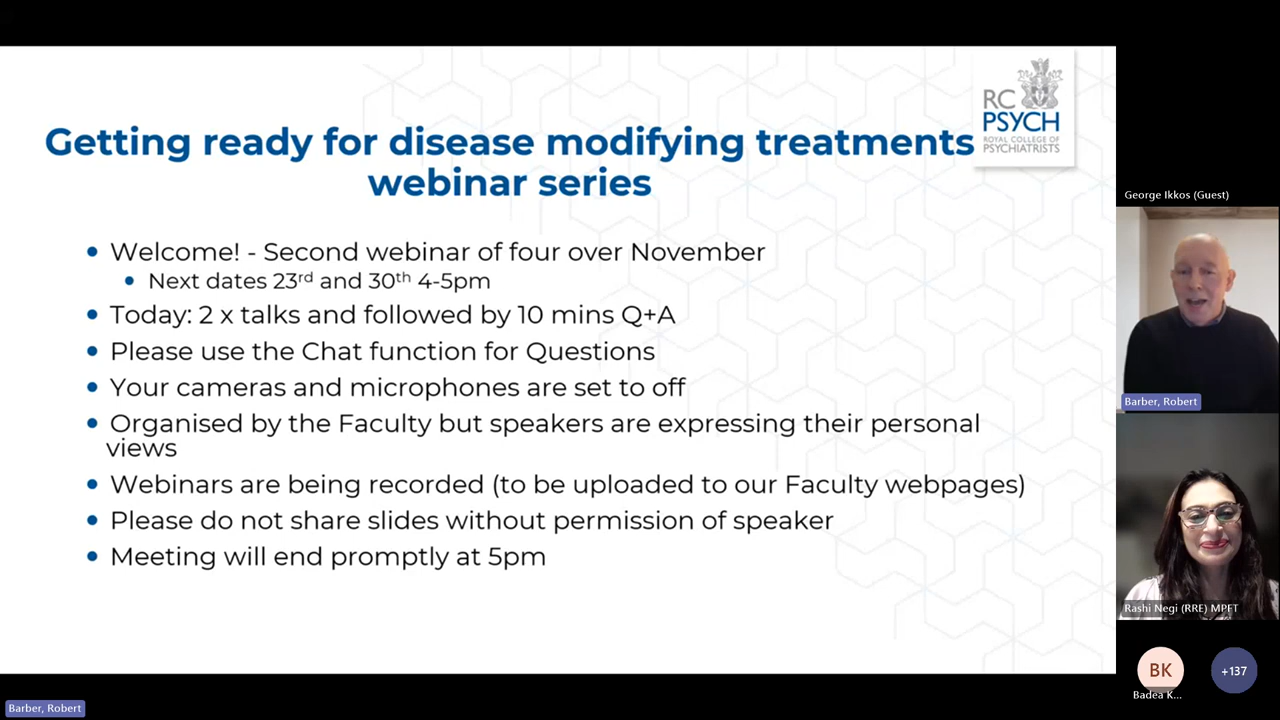 Getting ready for disease modifying treatments
webinar series
RC
PSYCH
ROYAL COLLEGE OF
PSYCHIATRISTS
• Welcome! - Second webinar of four over November
• Next dates 23rd and 30th 4-5pm
• Today: 2 x talks and followed by 10 mins Q+A
• Please use the Chat function for Questions
• Your cameras and microphones are set to off
• Organised by the Faculty but speakers are expressing their personal
views
• Webinars are being recorded (to be uploaded to our Faculty webpages)
• Please do not share slides without permission of speaker
• Meeting will end promptly at 5pm
George Ikkos (Guest)
Barber, Robert
Rashi Negi (RRE) MPFT
BK
+137
Badea K...
Barber, Robert